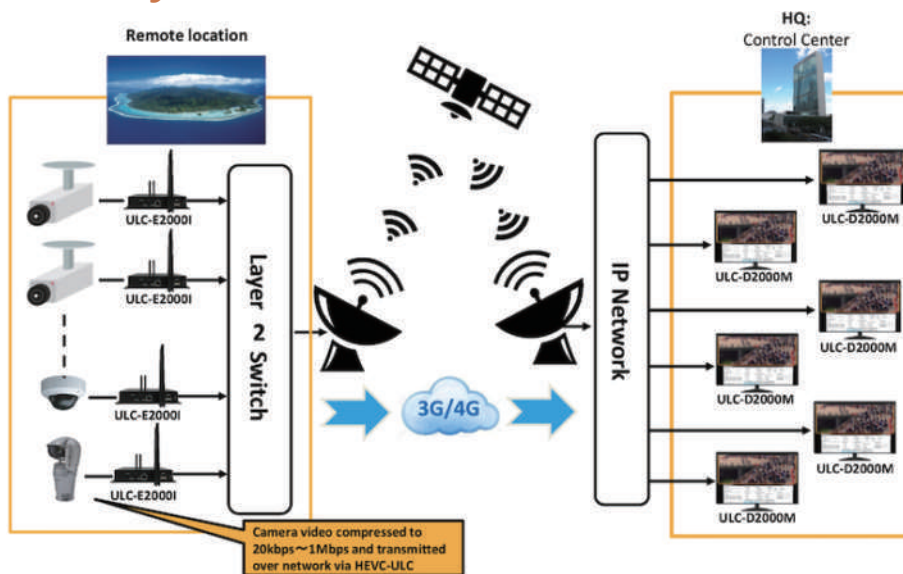 Remote location
HQ:
Control Center
ULC-E2000I
ULC-E2000I
ULC-E2000I
ULC-E2000I
Layer 2 Switch
3G/4G
IP Network
ULC-D2000M
ULC-D2000M
ULC-D2000M
ULC-D2000M
ULC-D2000M
ULC-D2000M
Camera video compressed to
20kbps～1Mbps and transmitted
over network via HEVC-ULC